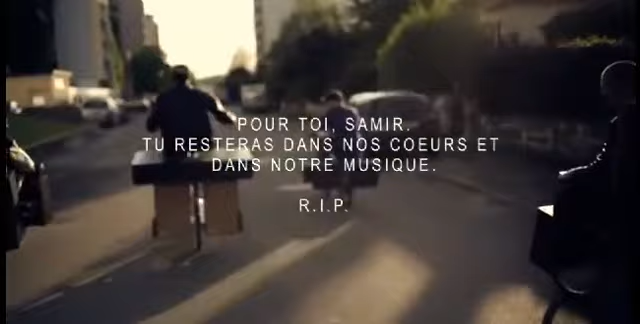 POUR TOI, SAMIR.
TU RESTERAS DANS NOS COEURS ET
DANS NOTRE MUSIQUE.
R.I.P.